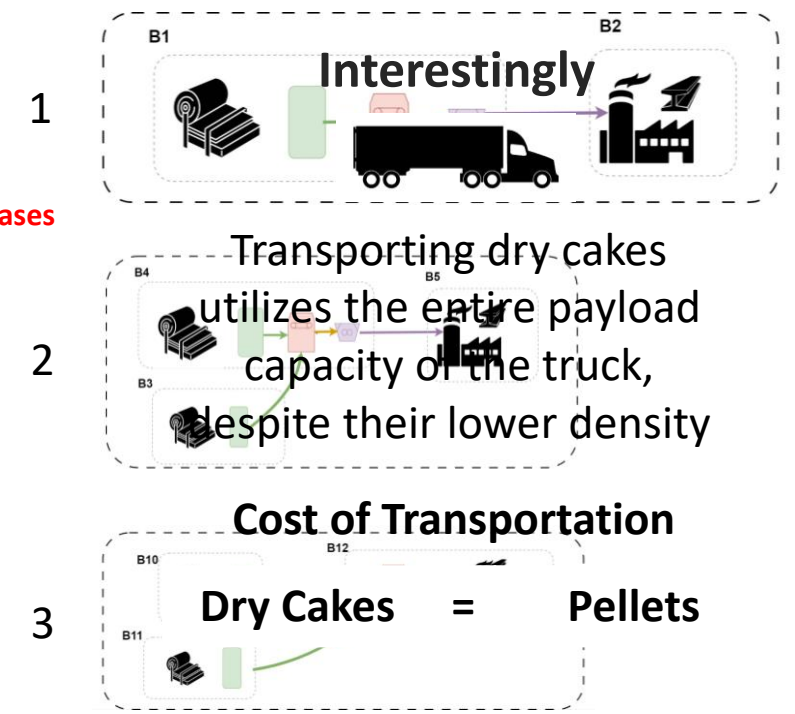 B1
B2
Interestingly
1
ases
Transporting dry cakes
B4
B5
utilizes the entire payload
2
capacity of the truck,
B3
despite their lower density
Cost of Transportation
B10
B12
Dry Cakes = Pellets
3
B11